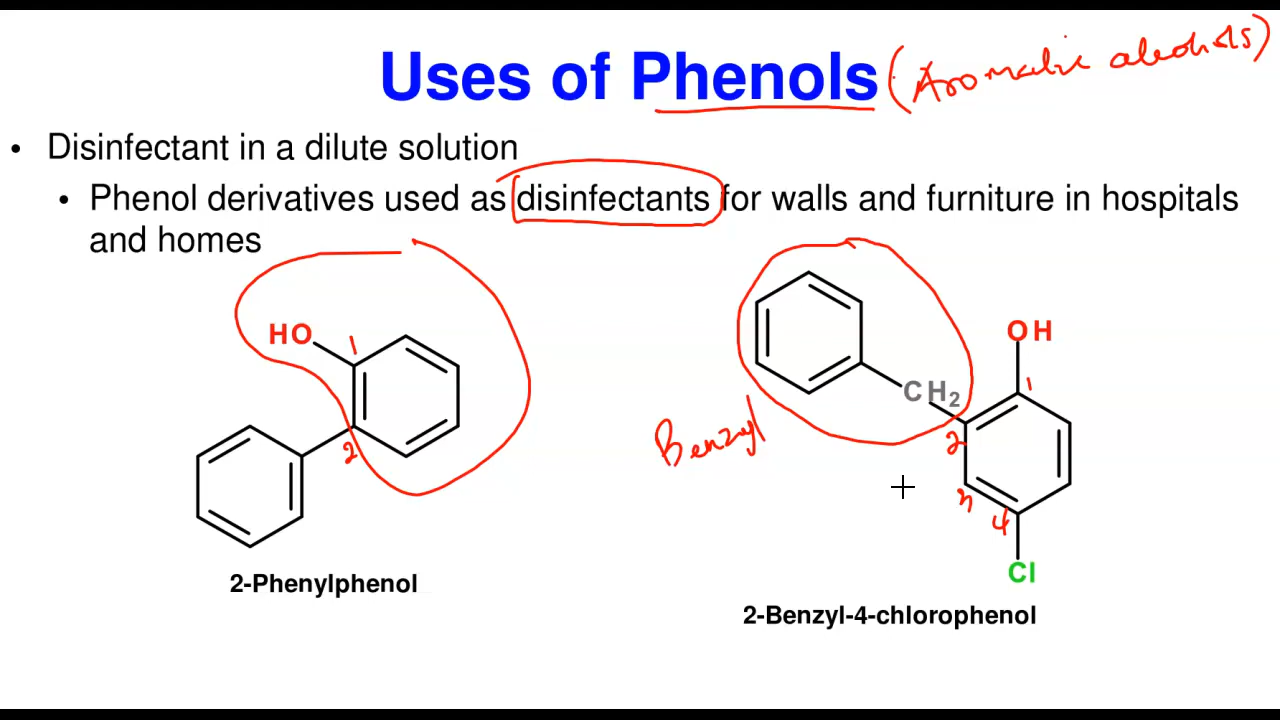 Uses of Phenols (Aromatic alcohols)
• Disinfectant in a dilute solution
• Phenol derivatives used as disinfectants for walls and furniture in hospitals
and homes
HO
1
2
2-Phenylphenol
Benzyl
CH2
OH
1
2
3
4
Cl
2-Benzyl-4-chlorophenol